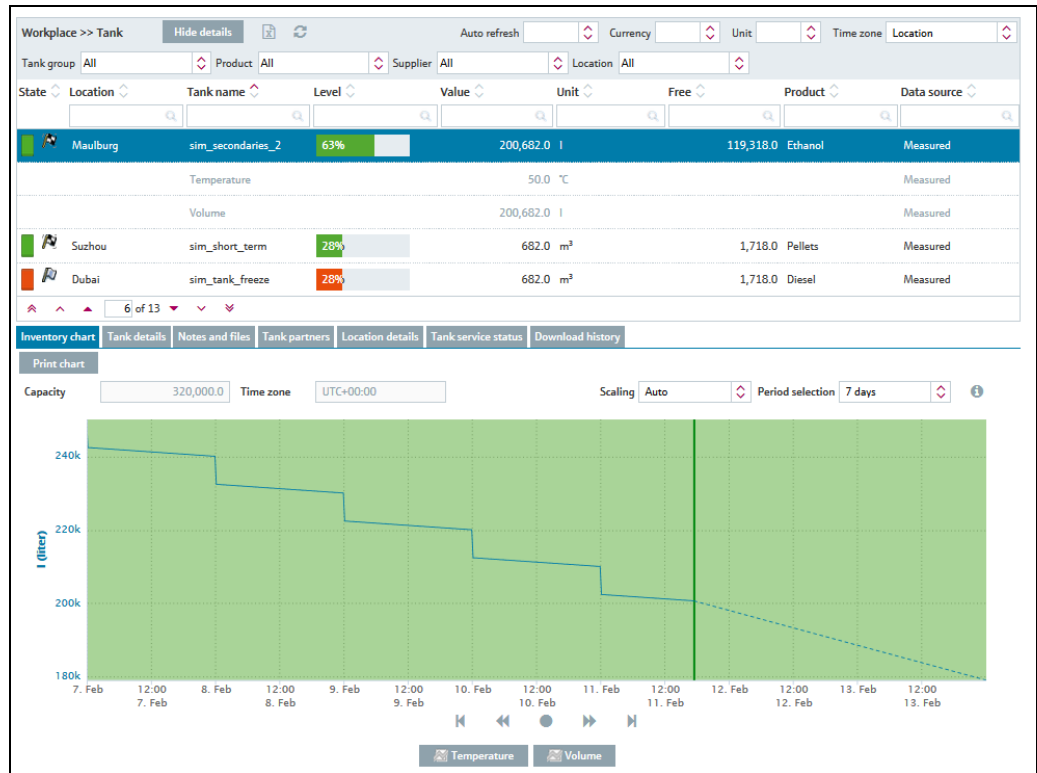 Workplace >> Tank Hide details Auto refresh Currency Unit Time zone Location
Tank group All Product All Supplier All Location All
State Location Tank name Level Value Unit Free Product Data source
Maulburg sim_secondaries_2 63% 200,682.0 l 119,318.0 Ethanol Measured
Temperature 50.0 °C Measured
Volume 200,682.0 l Measured
Suzhou sim_short_term 28% 682.0 m³ 1,718.0 Pellets Measured
Dubai sim_tank_freeze 28% 682.0 m³ 1,718.0 Diesel Measured
6 of 13
Inventory chart Tank details Notes and files Tank partners Location details Tank service status Download history
Print chart
Capacity 320,000.0 Time zone UTC+00:00 Scaling Auto Period selection 7 days
240k
220k
l (liter)
200k
180k
7. Feb 12:00 8. Feb 12:00 9. Feb 12:00 10. Feb 12:00 11. Feb 12:00 12. Feb 12:00 13. Feb 12:00
7. Feb 8. Feb 9. Feb 10. Feb 11. Feb 12. Feb 13. Feb
Temperature Volume